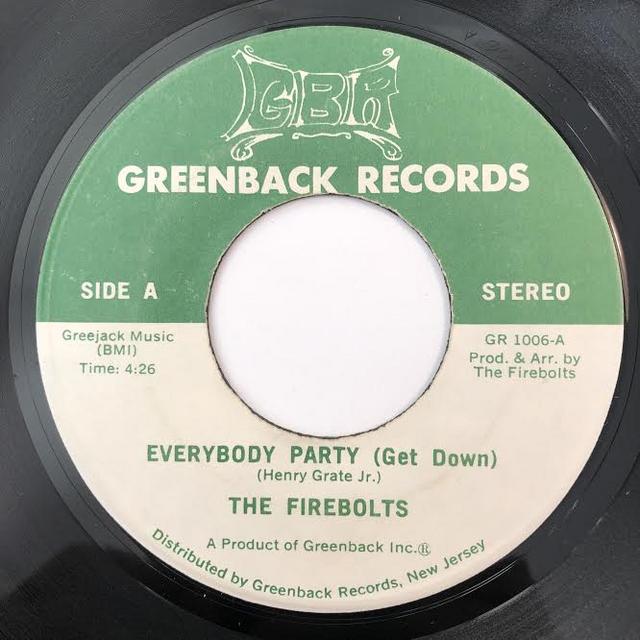 GBR
GREENBACK RECORDS
SIDE A
STEREO
Greejack Music
(BMI)
Time: 4:26
GR 1006-A
Prod. & Arr. by
The Firebolts
EVERYBODY PARTY (Get Down)
(Henry Grate Jr.)
THE FIREBOLTS
A Product of Greenback Inc.®
Distributed by Greenback Records, New Jersey